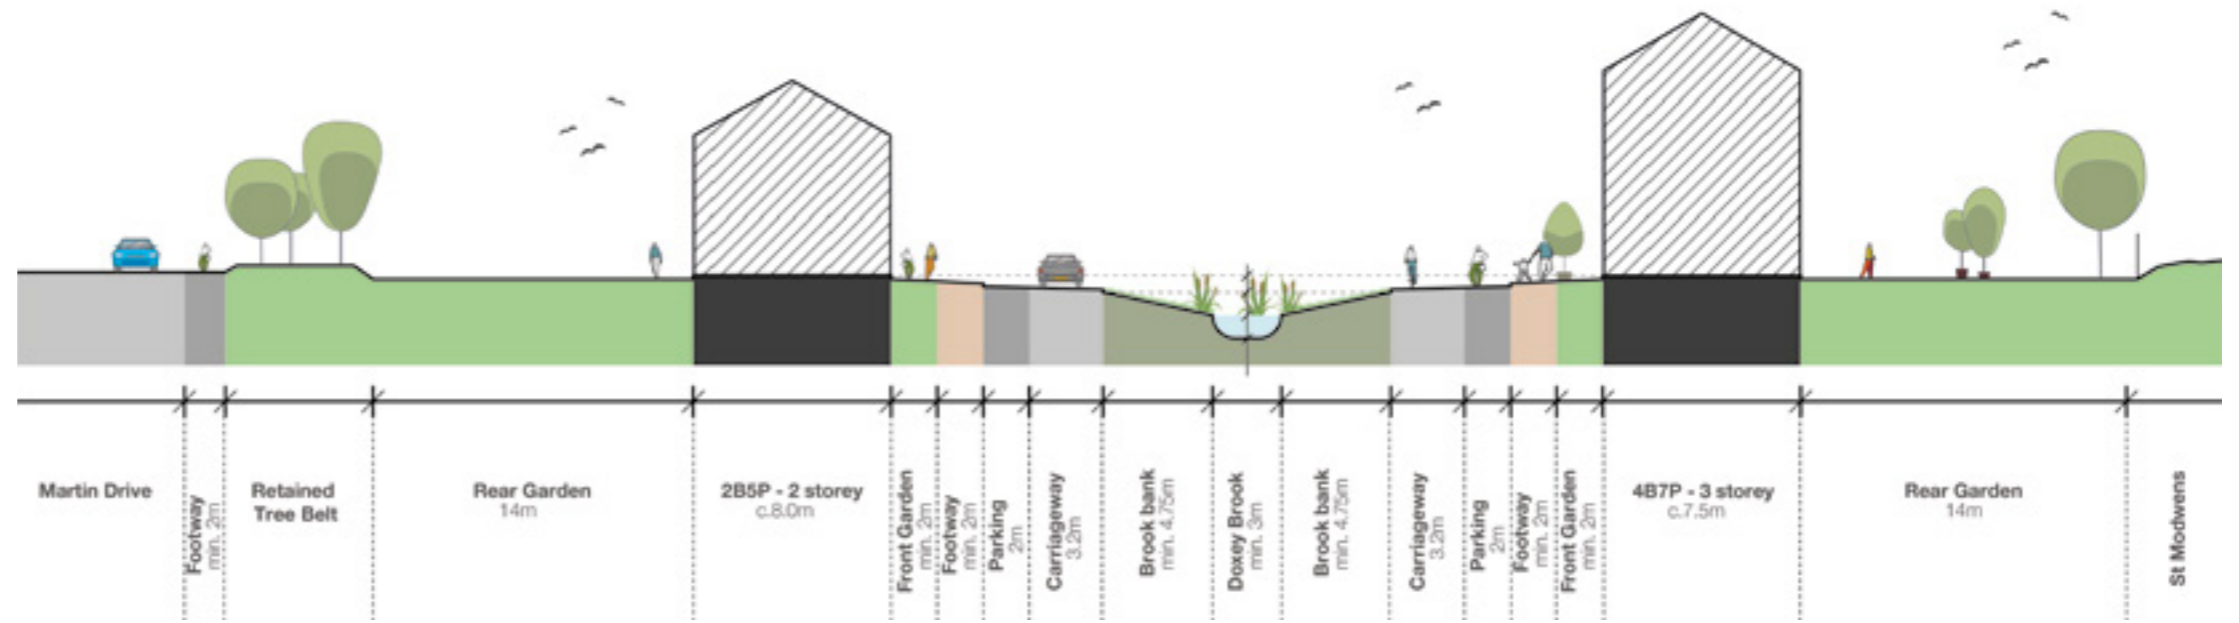 Martin Drive
Footway
min. 2m
Retained
Tree Belt
Rear Garden
14m
2B5P - 2 storey
c.8.0m
Front Garden
min. 2m
Footway
min. 2m
Parking
2m
Carriageway
3.2m
Brook bank
min. 4.75m
Doxey Brook
min. 3m
Brook bank
min. 4.75m
Carriageway
3.2m
Parking
2m
Footway
min. 2m
Front Garden
min. 2m
4B7P - 3 storey
c.7.5m
Rear Garden
14m
St Modwens